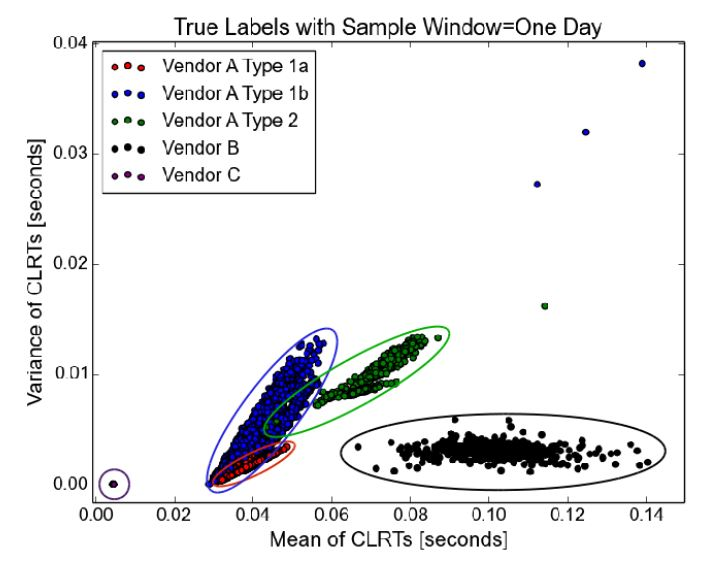 True Labels with Sample Window=One Day
0.04
Vendor A Type 1a
Vendor A Type 1b
Vendor A Type 2
Vendor B
Vendor C
0.03
0.02
0.01
0.00
Variance of CLRTs [seconds]
0.00 0.02 0.04 0.06 0.08 0.10 0.12 0.14
Mean of CLRTs [seconds]